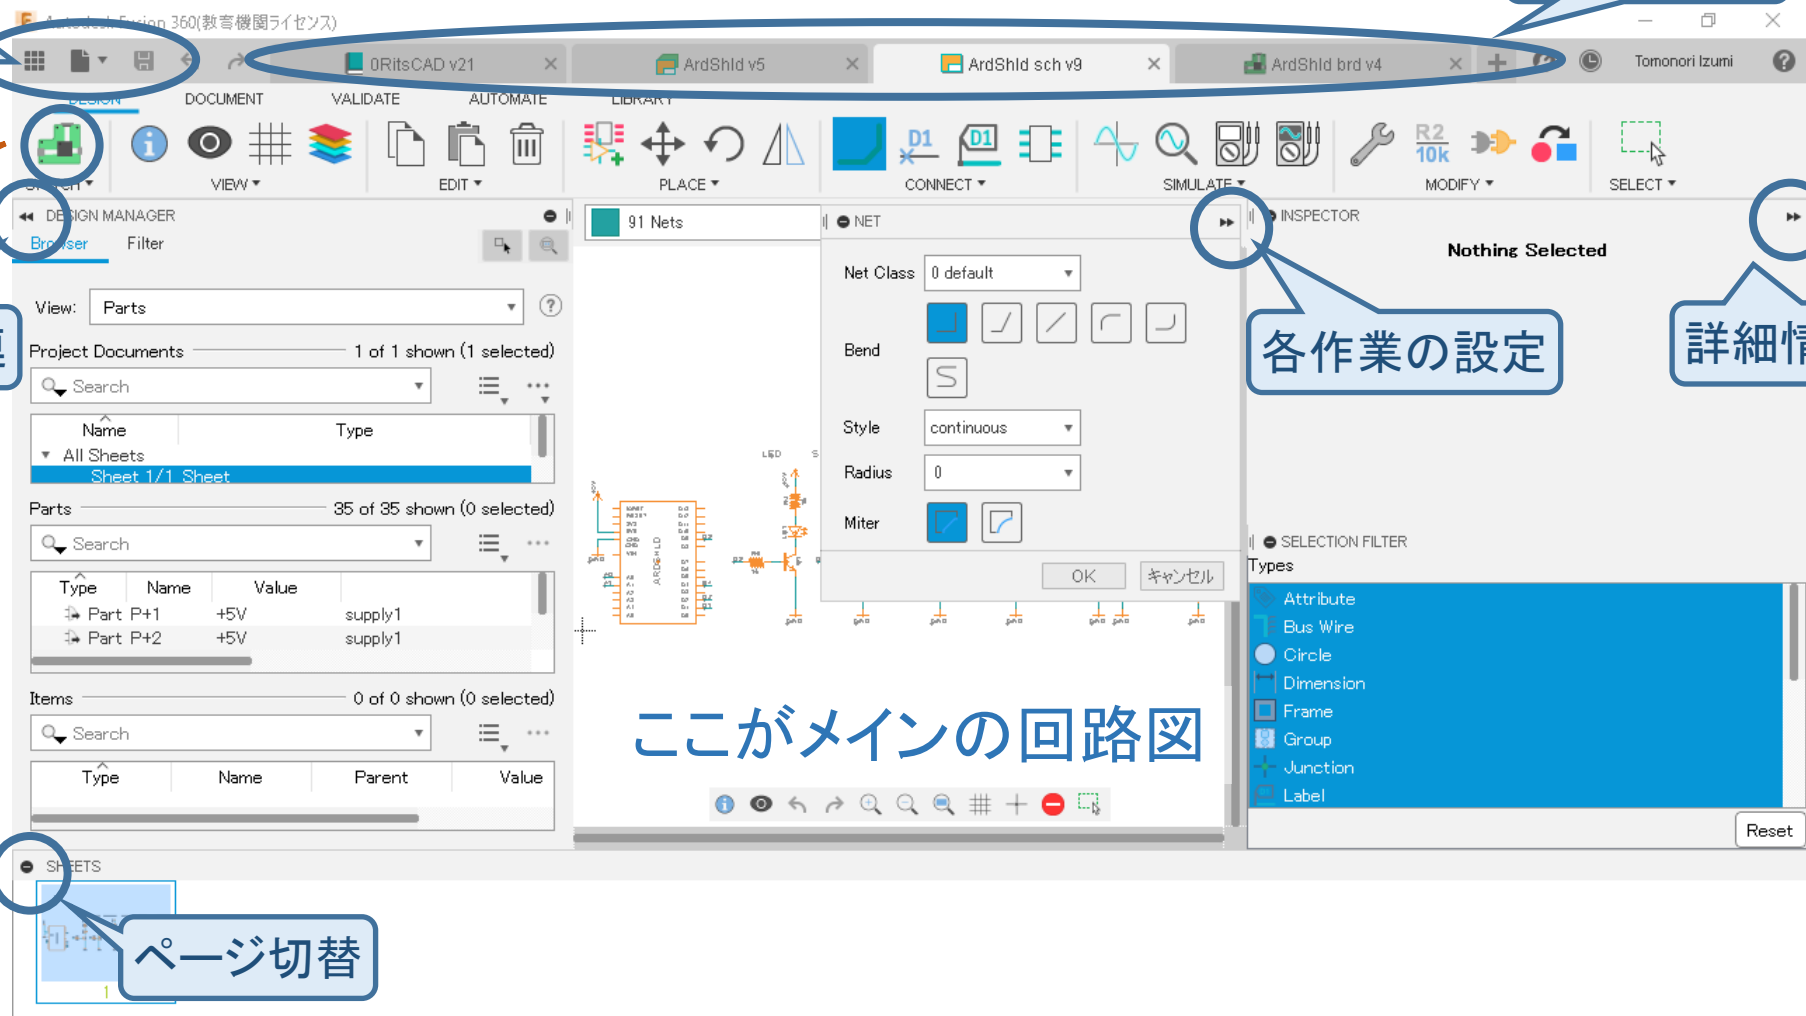 Autodesk Fusion 360(教育機関ライセンス)
0RitsCAD v21
ArdShld v5
ArdShld sch v9
ArdShld brd v4
Tomonori Izumi
DESIGN
DOCUMENT
VALIDATE
AUTOMATE
LIBRARY
D1
D1
R2
10k
VIEW
EDIT
PLACE
CONNECT
SIMULATE
MODIFY
SELECT
DESIGN MANAGER
Browser
Filter
View:
Parts
Project Documents
1 of 1 shown (1 selected)
Search
Name
Type
All Sheets
Sheet 1/1 Sheet
Parts
35 of 35 shown (0 selected)
Search
Type
Name
Value
Part P+1 +5V supply1
Part P+2 +5V supply1
Items
0 of 0 shown (0 selected)
Search
Type
Name
Parent
Value
91 Nets
NET
Net Class
0 default
Bend
Style
continuous
Radius
0
Miter
OK
キャンセル
LED
ARDSHLD
ここがメインの回路図
INSPECTOR
Nothing Selected
各作業の設定
詳細情
SELECTION FILTER
Types
Attribute
Bus Wire
Circle
Dimension
Frame
Group
Junction
Label
Reset
SHEETS
1
ページ切替